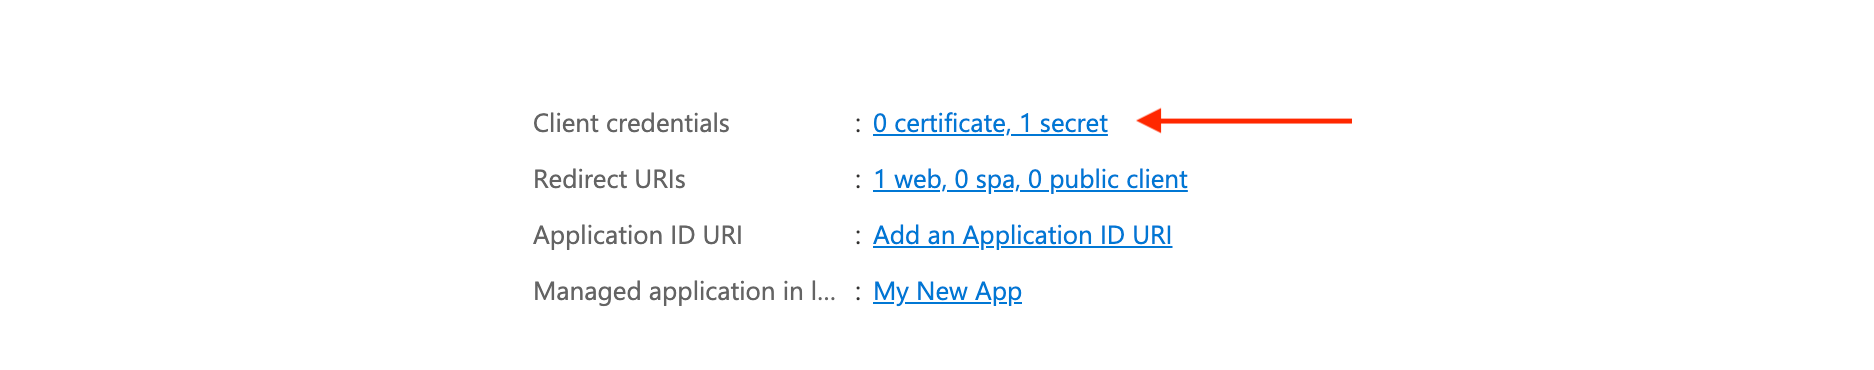 Client credentials : 0 certificate, 1 secret
Redirect URIs : 1 web, 0 spa, 0 public client
Application ID URI : Add an Application ID URI
Managed application in l... : My New App